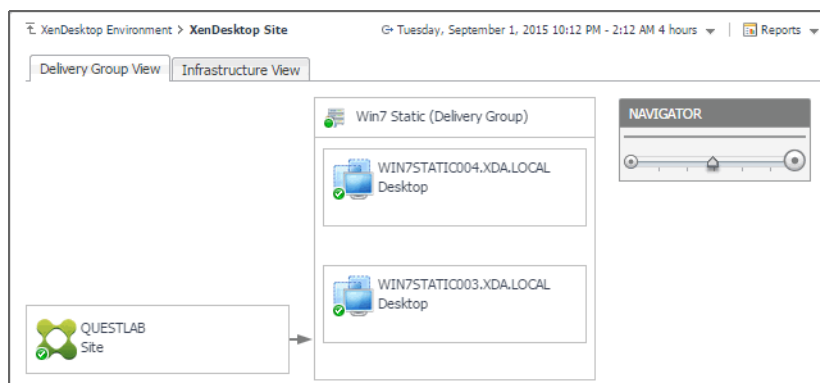 XenDesktop Environment > XenDesktop Site
Tuesday, September 1, 2015 10:12 PM - 2:12 AM 4 hours
Reports
Delivery Group View
Infrastructure View
Win7 Static (Delivery Group)
NAVIGATOR
WIN7STATIC004.XDA.LOCAL
Desktop
WIN7STATIC003.XDA.LOCAL
Desktop
QUESTLAB
Site